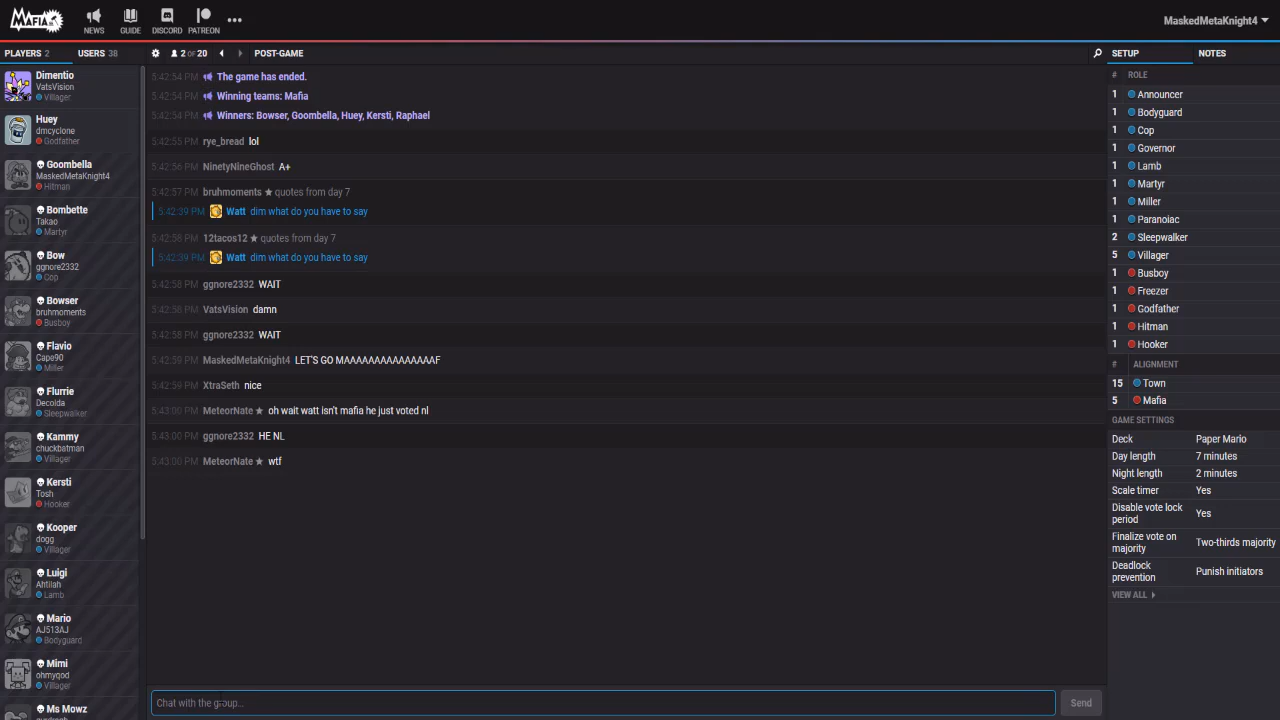 MAFIA.GG
NEWS
GUIDE
DISCORD
PATREON
MaskedMetaKnight4
PLAYERS 2
USERS 38
2 OF 20
POST-GAME
SETUP
NOTES
Dimentio
VatsVision
Villager
Huey
dmcyclone
Godfather
Goombella
MaskedMetaKnight4
Hitman
Bombette
Takao
Martyr
Bow
ggnore2332
Cop
Bowser
bruhmoments
Busboy
Flavio
Cape90
Miller
Flurrie
Decolda
Sleepwalker
Kammy
chuckbatman
Villager
Kersti
Tosh
Hooker
Kooper
dogg
Villager
Luigi
Lamb
Mario
AJ513AJ
Bodyguard
Mimi
ohmyqod
Villager
Ms Mowz
5:42:54 PM The game has ended.
5:42:54 PM Winning teams: Mafia
5:42:54 PM Winners: Bowser, Goombella, Huey, Kersti, Raphael
5:42:55 PM rye_bread lol
5:42:56 PM NinetyNineGhost A+
5:42:57 PM bruhmoments ★ quotes from day 7
5:42:39 PM Watt dim what do you have to say
5:42:58 PM 12tacos12 ★ quotes from day 7
5:42:39 PM Watt dim what do you have to say
5:42:58 PM ggnore2332 WAIT
5:42:58 PM VatsVision damn
5:42:58 PM ggnore2332 WAIT
5:42:59 PM MaskedMetaKnight4 LET'S GO MAAAAAAAAAAAAAAF
5:42:59 PM XtraSeth nice
5:43:00 PM MeteorNate ★ oh wait watt isn't mafia he just voted nl
5:43:00 PM ggnore2332 HE NL
5:43:00 PM MeteorNate ★ wtf
Chat with the group...
Send
# ROLE
1 Announcer
1 Bodyguard
1 Cop
1 Governor
1 Lamb
1 Martyr
1 Miller
1 Paranoiac
2 Sleepwalker
5 Villager
1 Busboy
1 Freezer
1 Godfather
1 Hitman
1 Hooker
# ALIGNMENT
15 Town
5 Mafia
GAME SETTINGS
Deck Paper Mario
Day length 7 minutes
Night length 2 minutes
Scale timer Yes
Disable vote lock
period Yes
Finalize vote on
majority Two-thirds majority
Deadlock
prevention Punish initiators
VIEW ALL